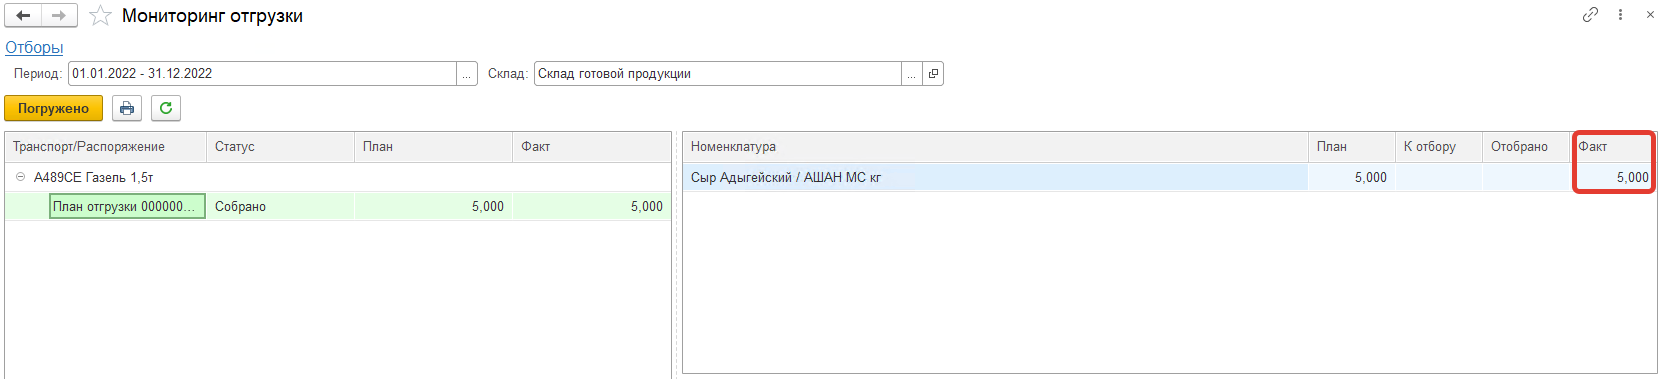 Мониторинг отгрузки
Отборы
Период: 01.01.2022 - 31.12.2022 ... Склад: Склад готовой продукции ...
Погружено
Транспорт/Распоряжение Статус План Факт
А489СЕ Газель 1,5т
План отгрузки 000000... Собрано 5,000 5,000
Номенклатура План К отбору Отобрано Факт
Сыр Адыгейский / АШАН МС кг 5,000 5,000